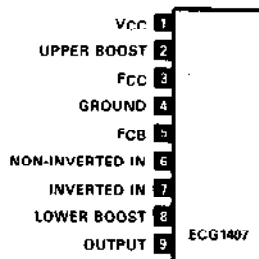 VCC 1
UPPER BOOST 2
FCC 3
GROUND 4
FCB 5
NON-INVERTED IN 6
INVERTED IN 7
LOWER BOOST 8
OUTPUT 9
ECG1407